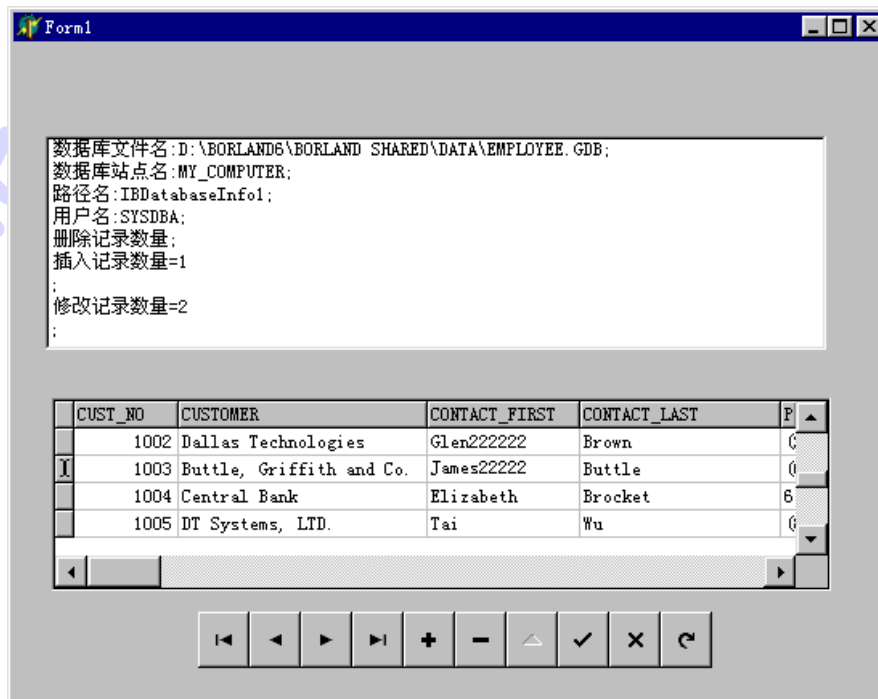 Form1
数据库文件名:D:\BORLAND6\BORLAND SHARED\DATA\EMPLOYEE.GDB;
数据库站点名:MY_COMPUTER;
路径名:IBDatabaseInfo1;
用户名:SYSDBA;
删除记录数量;
插入记录数量=1
;
修改记录数量=2
;
CUST_NO CUSTOMER CONTACT_FIRST CONTACT_LAST P
1002 Dallas Technologies Glen222222 Brown (
1003 Buttle, Griffith and Co. James22222 Buttle (
1004 Central Bank Elizabeth Brocket 6
1005 DT Systems, LTD. Tai Wu (